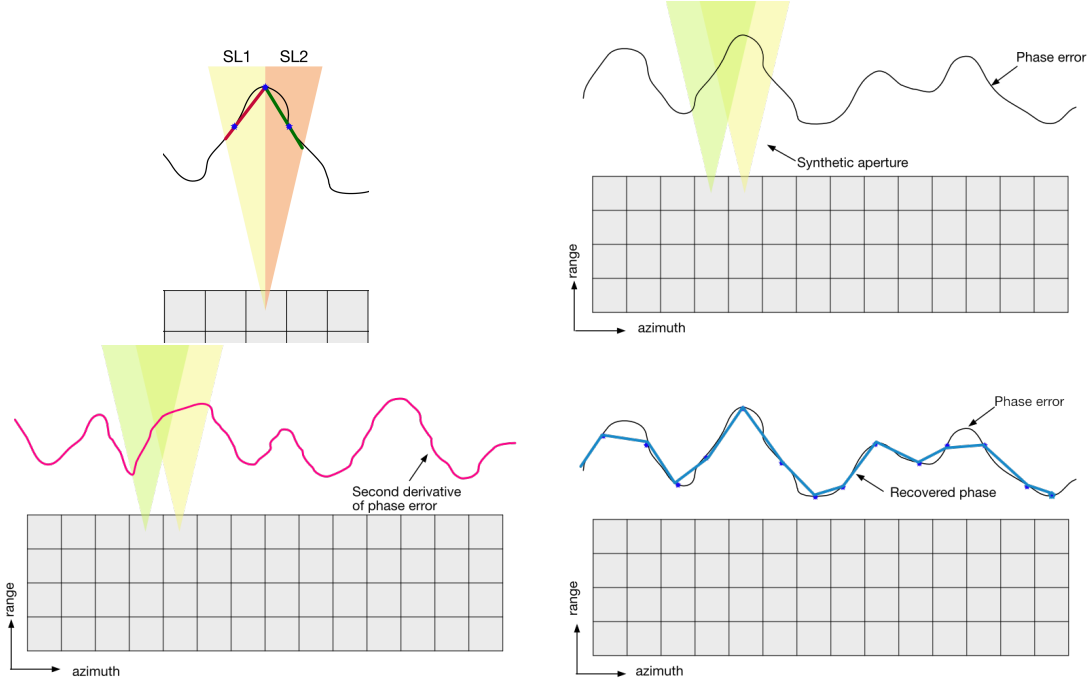 SL1 SL2
Phase error
Synthetic aperture
range
azimuth
Second derivative
of phase error
range
azimuth
Phase error
Recovered phase
range
azimuth